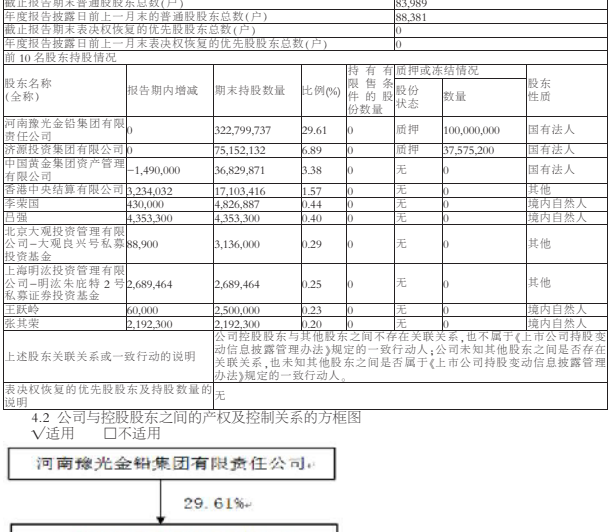 截止报告期末普通股股东总数(户) 83,989
年度报告披露日前上一月末的普通股股东总数(户) 88,381
截止报告期末表决权恢复的优先股股东总数(户) 0
年度报告披露日前上一月末表决权恢复的优先股股东总数(户) 0
前 10 名股东持股情况
股东名称
(全称)
报告期内增减
期末持股数量
比例(%)
持 有 有
限 售 条
件 的 股
份数量
质押或冻结情况
股份
状态
数量
股东
性质
河南豫光金铅集团有限
责任公司
0 322,799,737 29.61 0 质押 100,000,000 国有法人
济源投资集团有限公司 0 75,152,132 6.89 0 质押 37,575,200 国有法人
中国黄金集团资产管理
有限公司
-1,490,000 36,829,871 3.38 0 无 0 国有法人
香港中央结算有限公司 3,234,032 17,103,416 1.57 0 无 0 其他
李荣国 430,000 4,826,887 0.44 0 无 0 境内自然人
吕强 4,353,300 4,353,300 0.40 0 无 0 境内自然人
北京大观投资管理有限
公司-大观良兴号私募
投资基金
88,900 3,136,000 0.29 0 无 0 其他
上海明汯投资管理有限
公司-明汯朱庇特 2 号
私募证券投资基金
2,689,464 2,689,464 0.25 0 无 0 其他
王跃岭 60,000 2,500,000 0.23 0 无 0 境内自然人
张其荣 2,192,300 2,192,300 0.20 0 无 0 境内自然人
上述股东关联关系或一致行动的说明
公司控股股东与其他股东之间不存在关联关系,也不属于《上市公司持股变
动信息披露管理办法》规定的一致行动人;公司未知其他股东之间是否存在
关联关系,也未知其他股东之间是否属于《上市公司持股变动信息披露管理
办法》规定的一致行动人。
表决权恢复的优先股股东及持股数量的
说明
无
4.2 公司与控股股东之间的产权及控制关系的方框图
√适用 □不适用
河南豫光金铅集团有限责任公司
29.61%